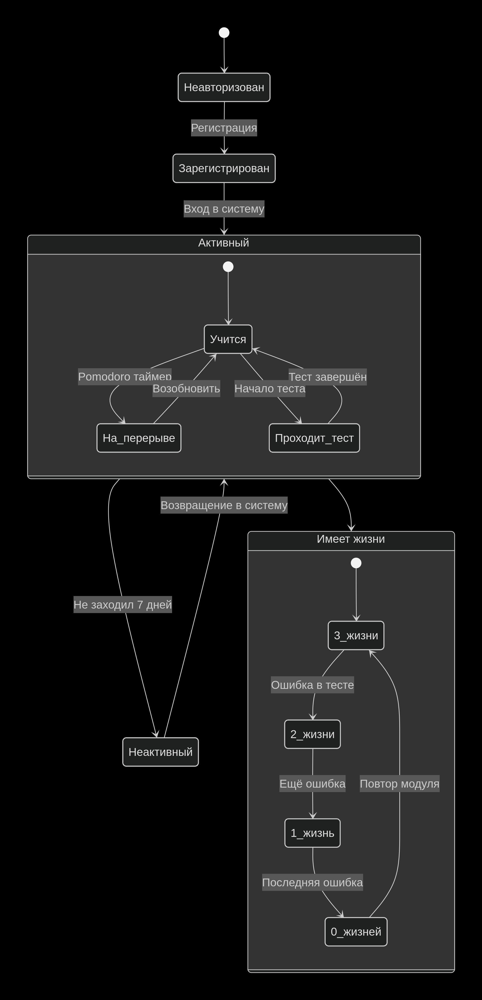 Неавторизован
Регистрация
Зарегистрирован
Вход в систему
Активный
Учится
Pomodoro таймер
Возобновить
Начало теста
Тест завершён
На_перерыве
Проходит_тест
Возвращение в систему
Имеет жизни
Не заходил 7 дней
3_жизни
Ошибка в тесте
2_жизни
Неактивный
Ещё ошибка
Повтор модуля
1_жизнь
Последняя ошибка
0_жизней